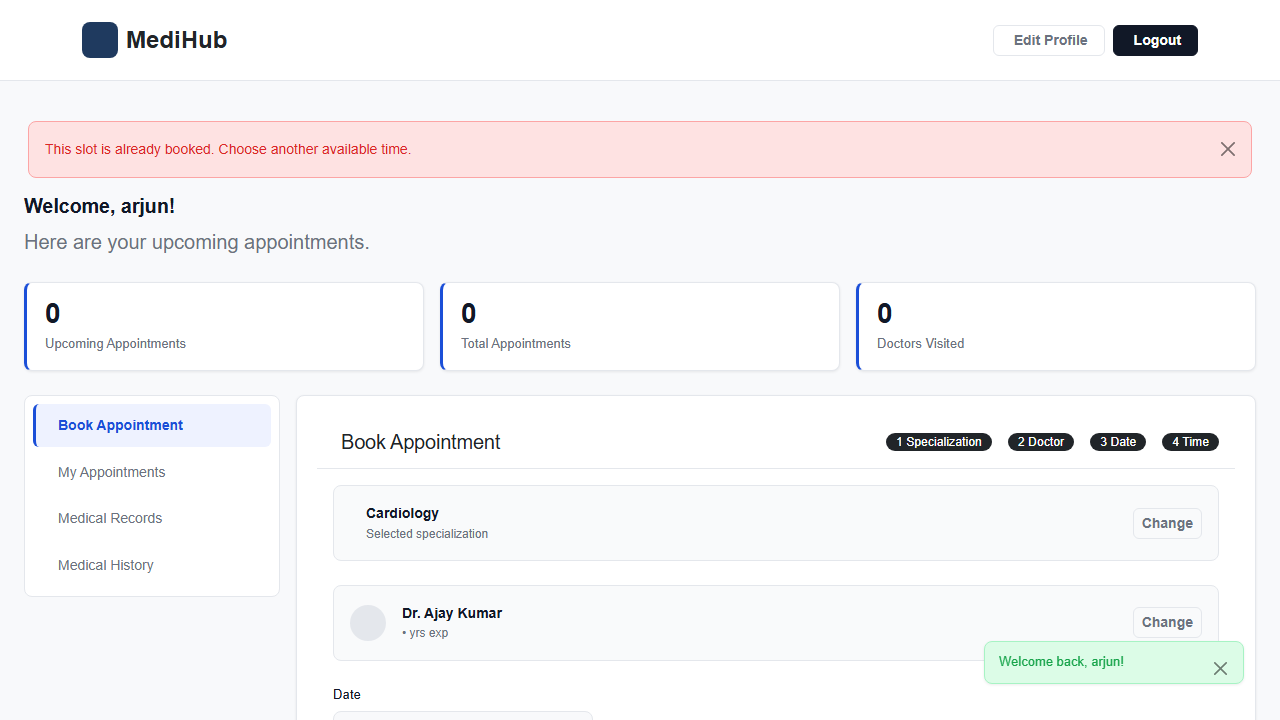 MediHub
Edit Profile
Logout
This slot is already booked. Choose another available time.
Welcome, arjun!
Here are your upcoming appointments.
0
Upcoming Appointments
0
Total Appointments
0
Doctors Visited
Book Appointment
My Appointments
Medical Records
Medical History
Book Appointment
1 Specialization
2 Doctor
3 Date
4 Time
Cardiology
Selected specialization
Change
Dr. Ajay Kumar
• yrs exp
Change
Welcome back, arjun!
Date